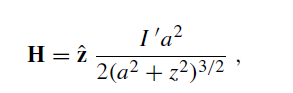 H = ẑ I′a² / 2(a² + z²)^3/2 ,